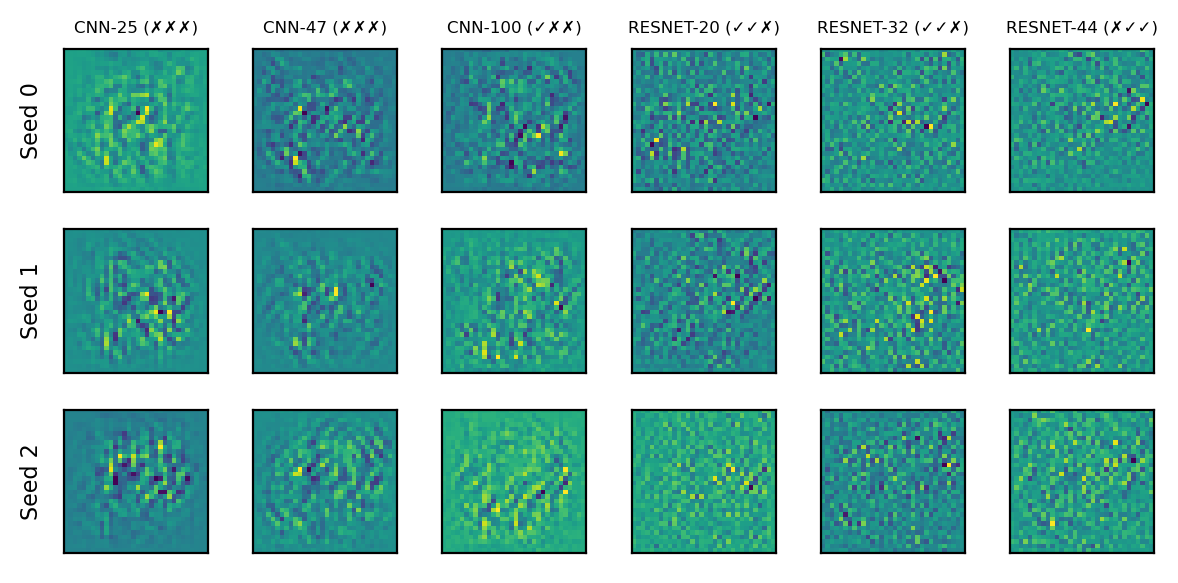 CNN-25 (✗✗✗) CNN-47 (✗✗✗) CNN-100 (✓✗✗) RESNET-20 (✓✓✗) RESNET-32 (✓✓✗) RESNET-44 (✗✓✓)
Seed 0
Seed 1
Seed 2